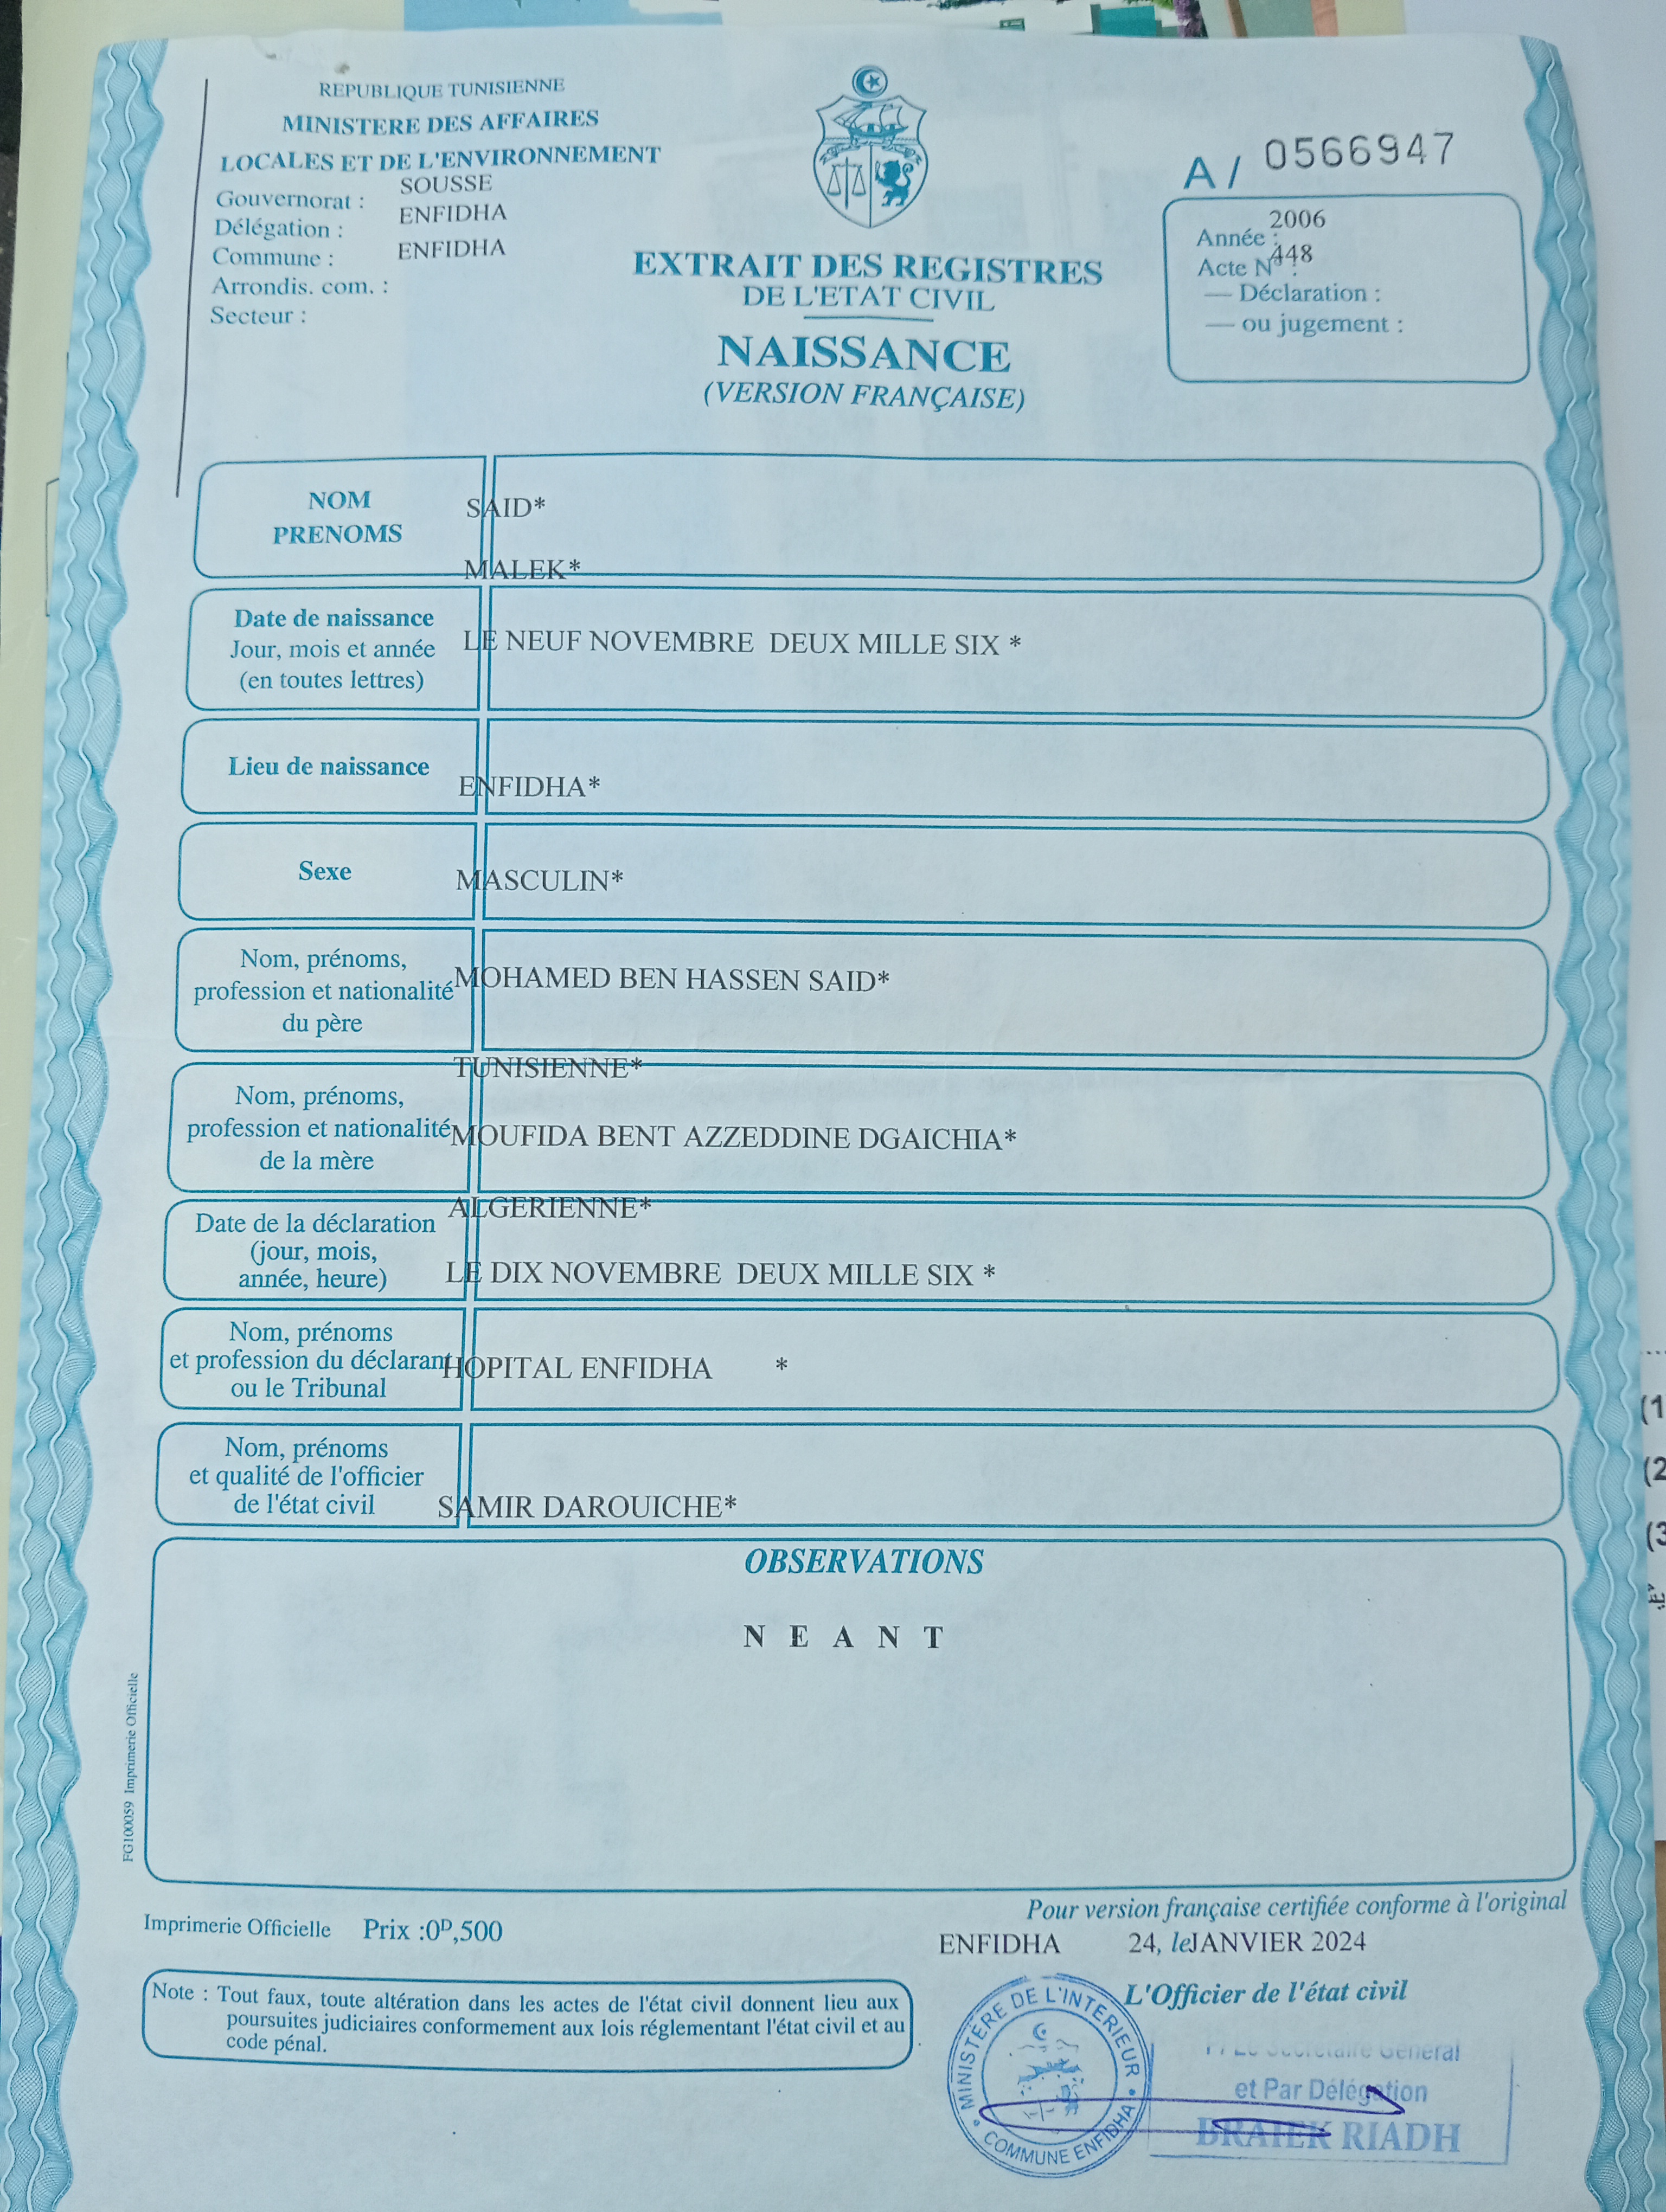 REPUBLIQUE TUNISIENNE
MINISTERE DES AFFAIRES
LOCALES ET DE L'ENVIRONNEMENT
Gouvernorat : SOUSSE
Délégation : ENFIDHA
Commune : ENFIDHA
Arrondis. com. :
Secteur :
EXTRAIT DES REGISTRES
DE L'ETAT CIVIL
NAISSANCE
(VERSION FRANÇAISE)
A / 0566947
Année : 2006
Acte N° : 448
— Déclaration :
— ou jugement :
NOM
PRENOMS
SAID*
MALEK*
Date de naissance
Jour, mois et année
(en toutes lettres)
LE NEUF NOVEMBRE DEUX MILLE SIX *
Lieu de naissance
ENFIDHA*
Sexe
MASCULIN*
Nom, prénoms,
profession et nationalité
du père
MOHAMED BEN HASSEN SAID*
TUNISIENNE*
Nom, prénoms,
profession et nationalité
de la mère
MOUFIDA BENT AZZEDDINE DGAICHIA*
ALGERIENNE*
Date de la déclaration
(jour, mois,
année, heure)
LE DIX NOVEMBRE DEUX MILLE SIX *
Nom, prénoms
et profession du déclarant
ou le Tribunal
HOPITAL ENFIDHA *
Nom, prénoms
et qualité de l'officier
de l'état civil
SAMIR DAROUICHE*
OBSERVATIONS
N E A N T
FG100059 Imprimerie Officielle
Imprimerie Officielle Prix :0D,500
Pour version française certifiée conforme à l'original
ENFIDHA 24, le JANVIER 2024
L'Officier de l'état civil
Note : Tout faux, toute altération dans les actes de l'état civil donnent lieu aux
poursuites judiciaires conformement aux lois réglementant l'état civil et au
code pénal.
MINISTERE DE L'INTERIEUR
COMMUNE ENFIDHA
Secrétaire Général
et Par Délégation
BRAIEK RIADH
(1
(2
(3